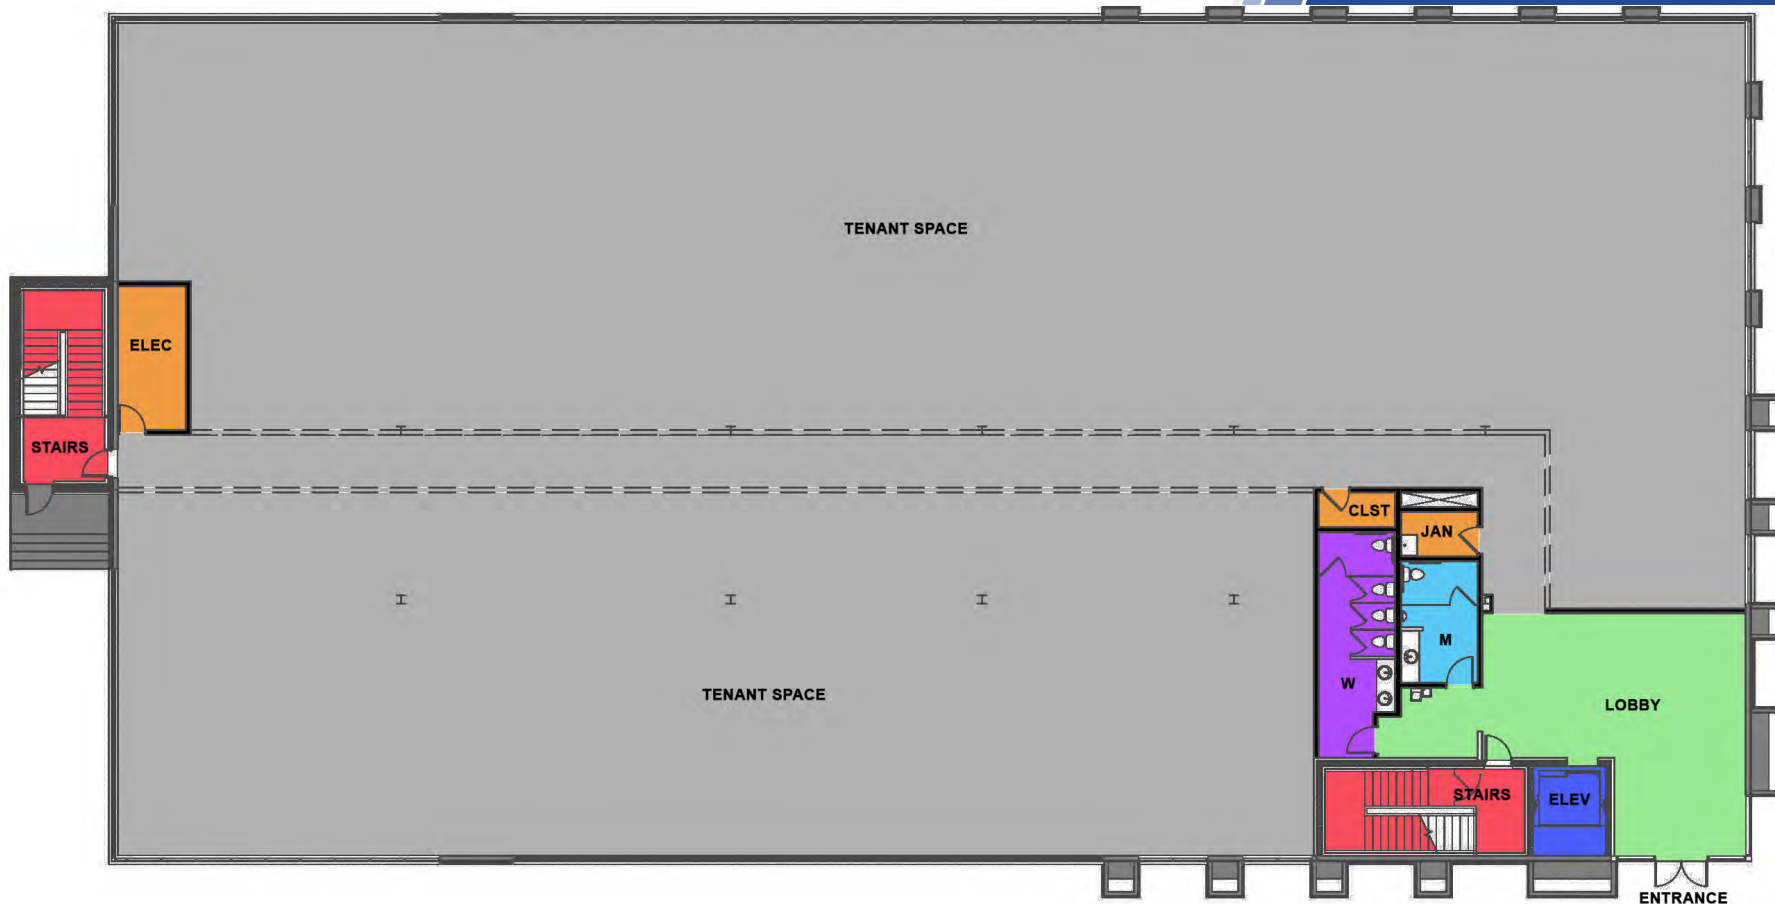 TENANT SPACE
ELEC
STAIRS
CLST
JAN
M
W
TENANT SPACE
LOBBY
STAIRS
ELEV
ENTRANCE